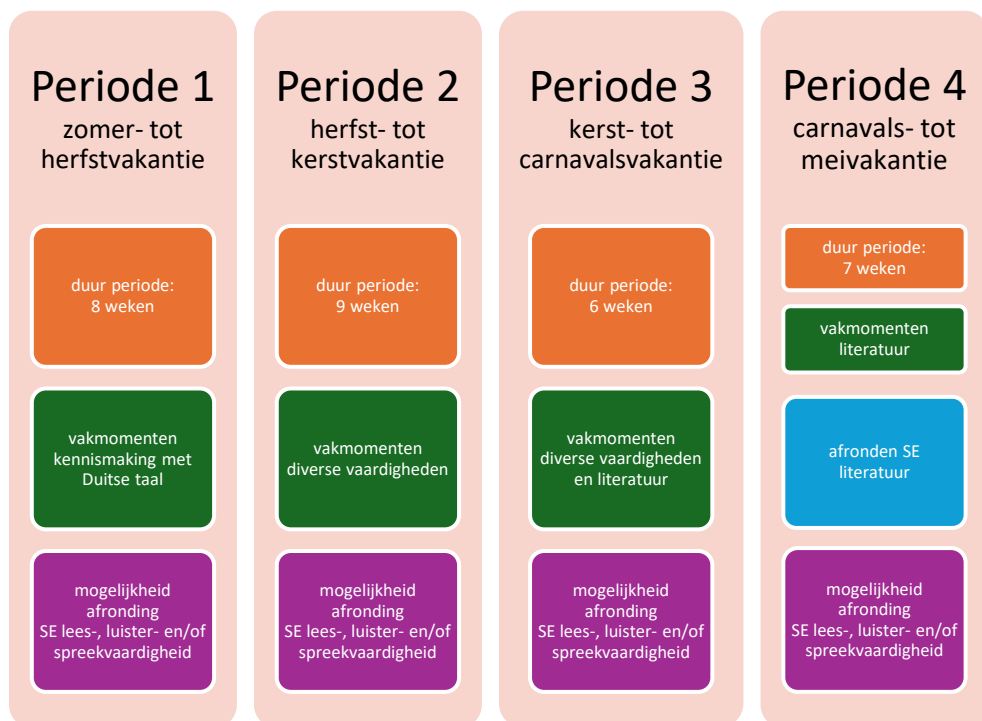 Periode 1
zomer- tot
herfstvakantie
duur periode:
8 weken
vakmomenten
kennismaking met
Duitse taal
mogelijkheid
afronding
SE lees-, luister- en/of
spreekvaardigheid
Periode 2
herfst- tot
kerstvakantie
duur periode:
9 weken
vakmomenten
diverse vaardigheden
mogelijkheid
afronding
SE lees-, luister- en/of
spreekvaardigheid
Periode 3
kerst- tot
carnavalsvakantie
duur periode:
6 weken
vakmomenten
diverse vaardigheden
en literatuur
mogelijkheid
afronding
SE lees-, luister- en/of
spreekvaardigheid
Periode 4
carnavals- tot
meivakantie
duur periode:
7 weken
vakmomenten
literatuur
afronden SE
literatuur
mogelijkheid
afronding
SE lees-, luister- en/of
spreekvaardigheid